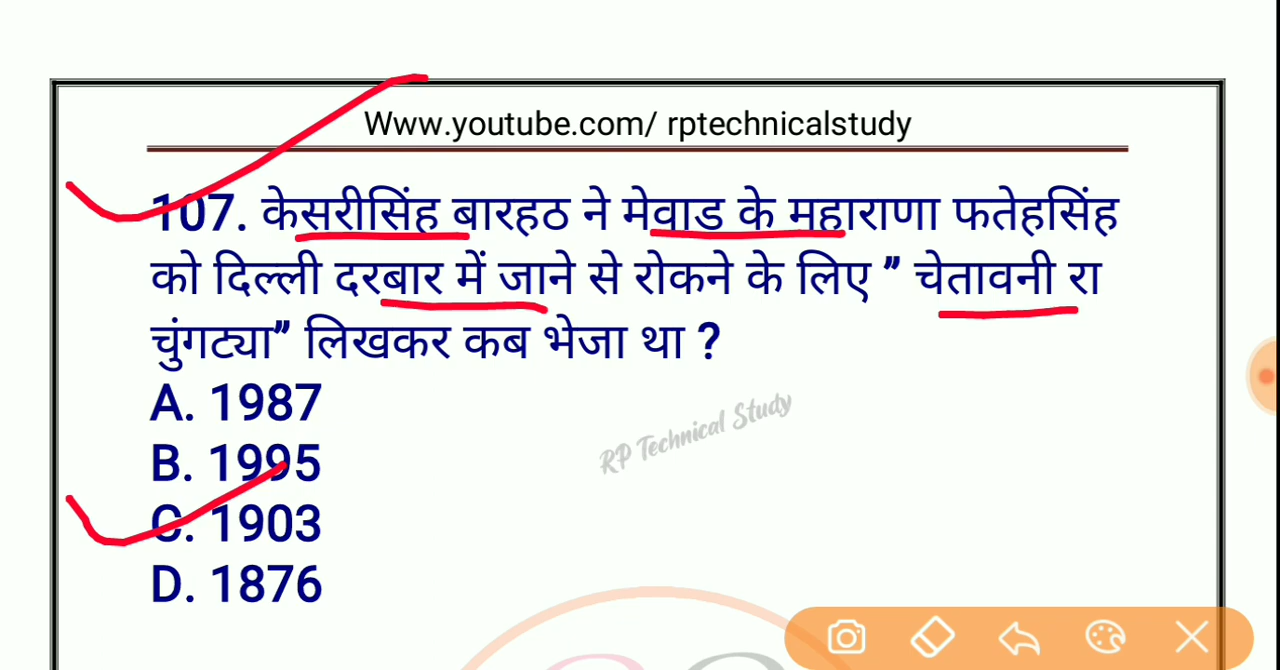 Www.youtube.com/ rptechnicalstudy
107. केसरीसिंह बारहठ ने मेवाड के महाराणा फतेहसिंह
को दिल्ली दरबार में जाने से रोकने के लिए ” चेतावनी रा
चुंगट्या” लिखकर कब भेजा था ?
A. 1987
RP Technical Study
B. 1995
C. 1903
D. 1876